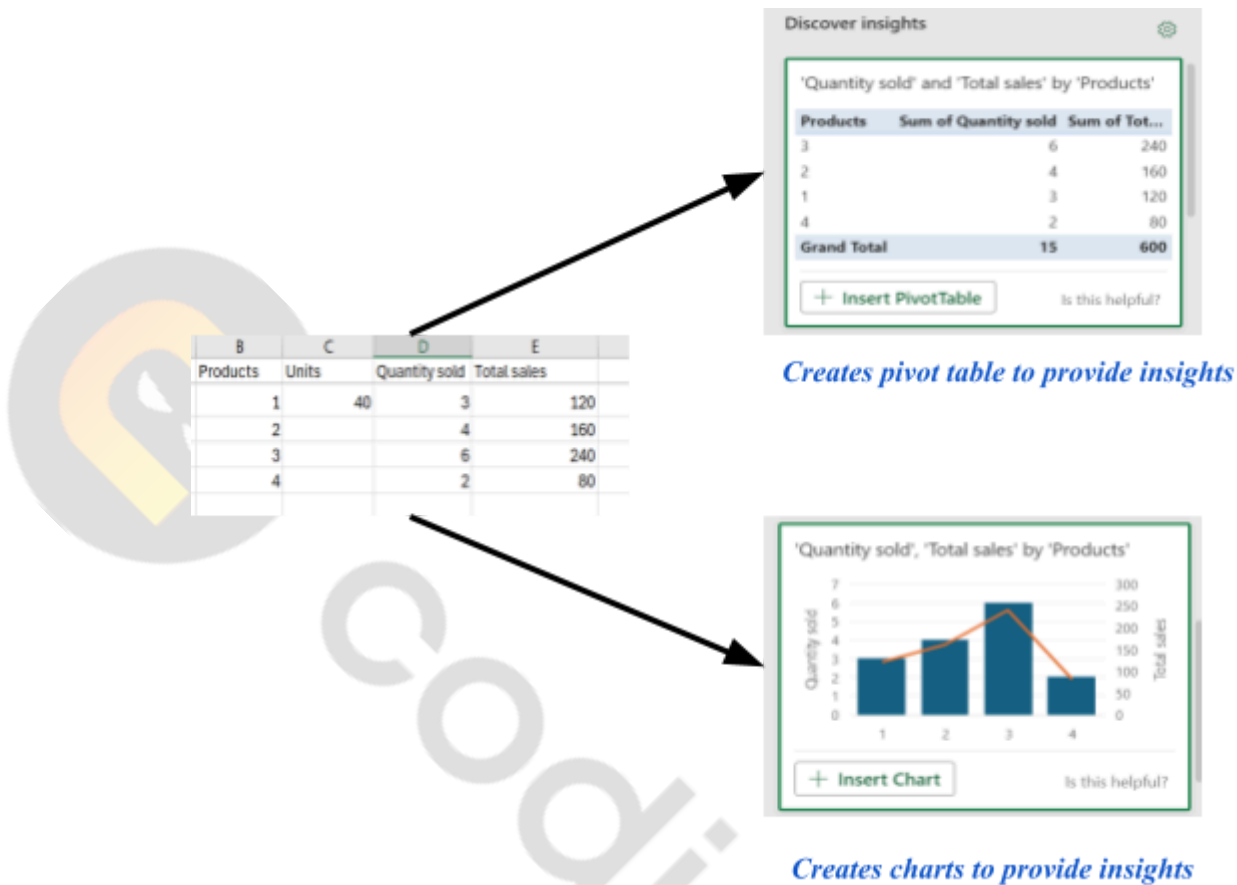 Discover insights
'Quantity sold' and 'Total sales' by 'Products'
Products Sum of Quantity sold Sum of Tot...
3 6 240
2 4 160
1 3 120
4 2 80
Grand Total 15 600
+ Insert PivotTable Is this helpful?
Creates pivot table to provide insights
B C D E
Products Units Quantity sold Total sales
1 40 3 120
2 4 160
3 6 240
4 2 80
'Quantity sold', 'Total sales' by 'Products'
Quantity sold
7
6
5
4
3
2
1
0
300
250
200
150
100
50
0
Total sales
1 2 3 4
+ Insert Chart Is this helpful?
Creates charts to provide insights
codi